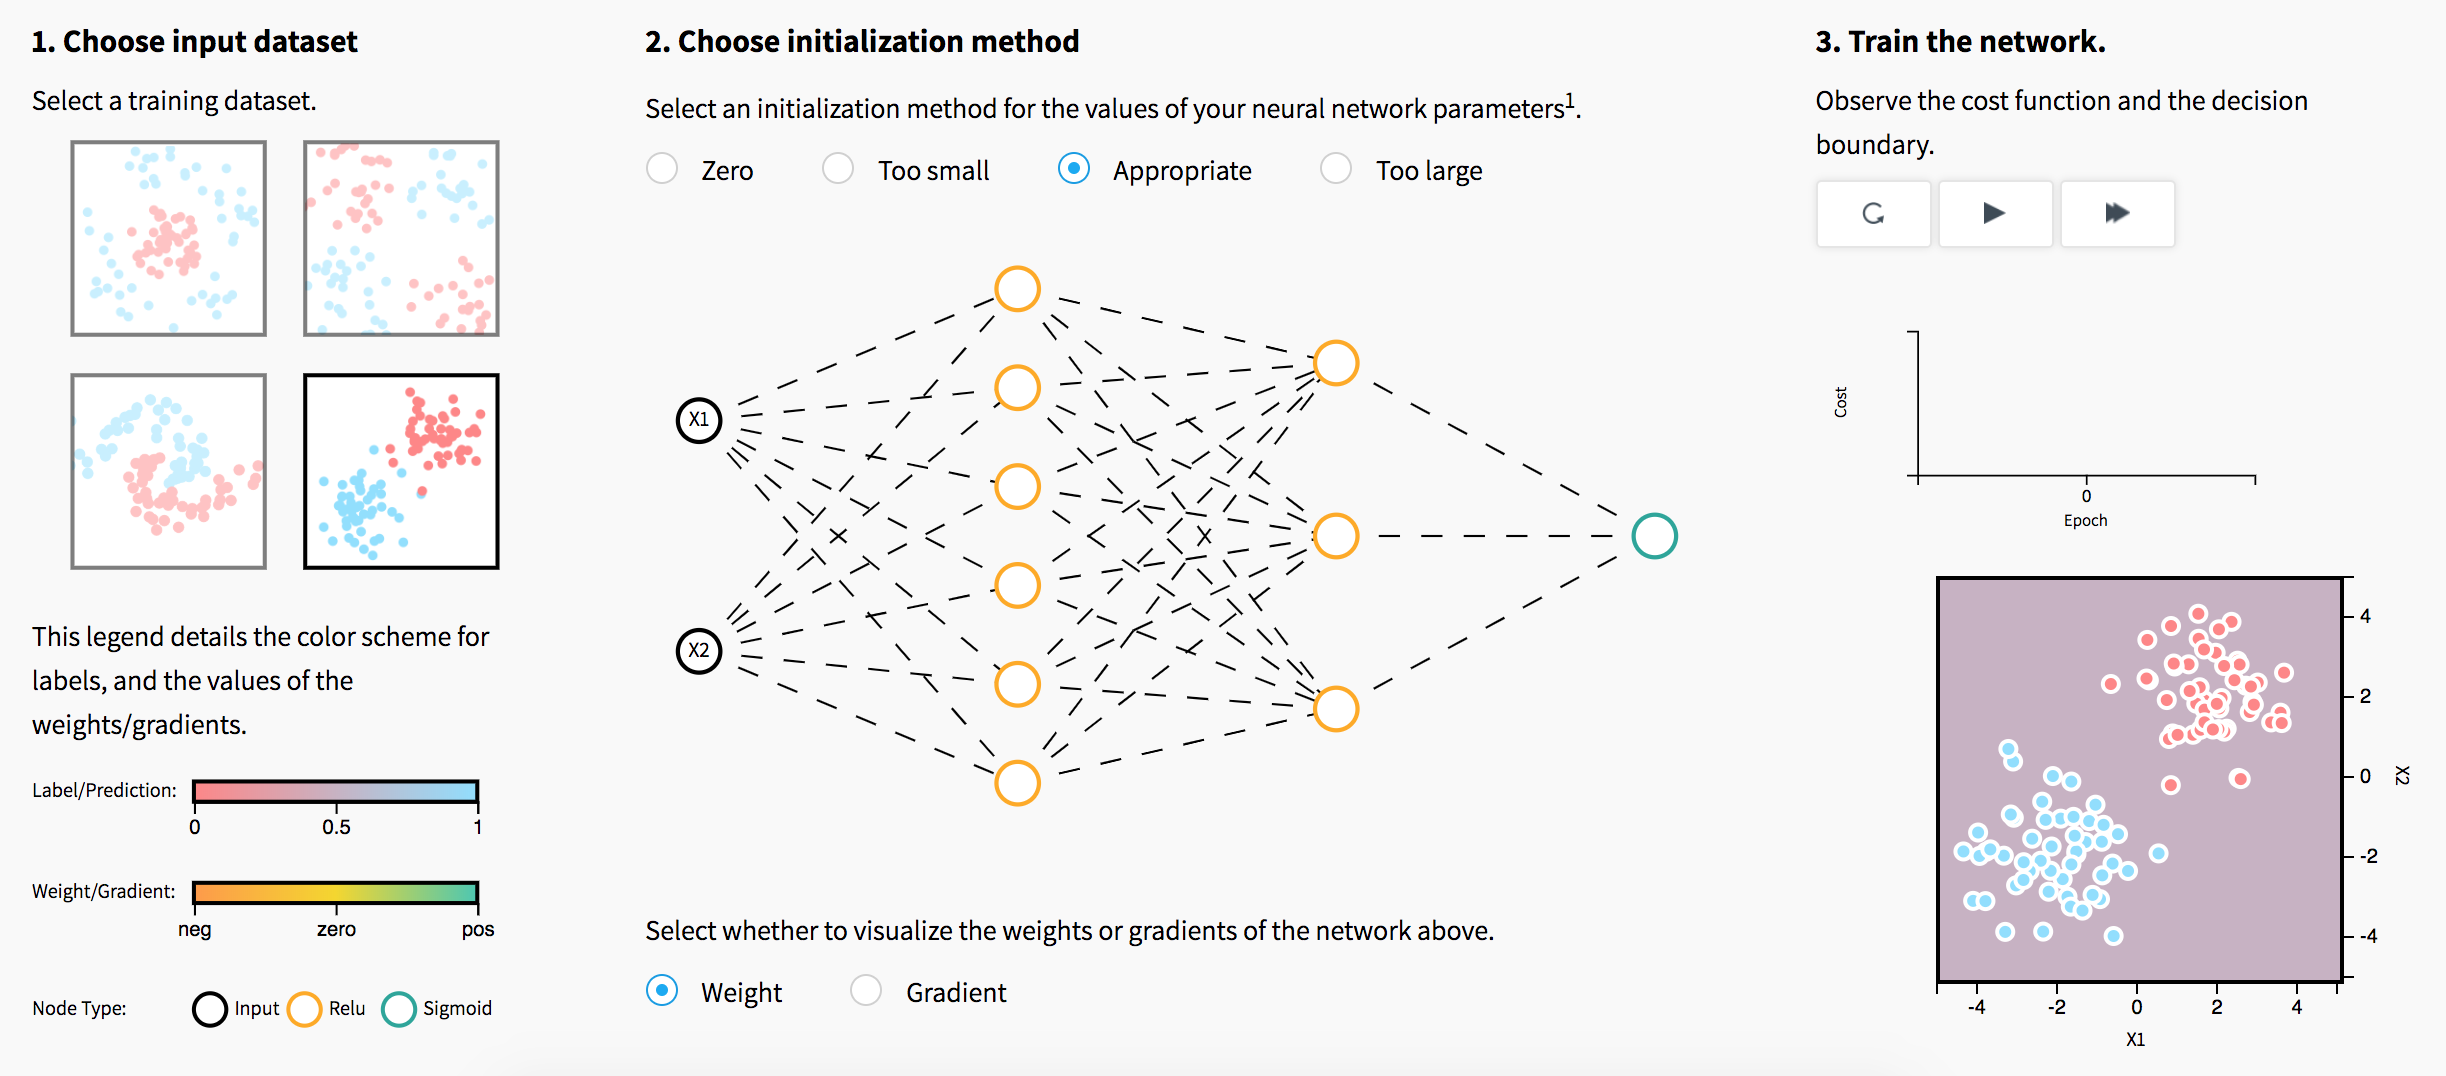 1. Choose input dataset
Select a training dataset.
This legend details the color scheme for
labels, and the values of the
weights/gradients.
Label/Prediction:
0 0.5 1
Weight/Gradient:
neg zero pos
Node Type: Input Relu Sigmoid
2. Choose initialization method
Select an initialization method for the values of your neural network parameters¹.
Zero Too small Appropriate Too large
X1
X2
Select whether to visualize the weights or gradients of the network above.
Weight Gradient
3. Train the network.
Observe the cost function and the decision
boundary.
Cost
0
Epoch
4
2
0
-2
-4
X2
-4 -2 0 2 4
X1